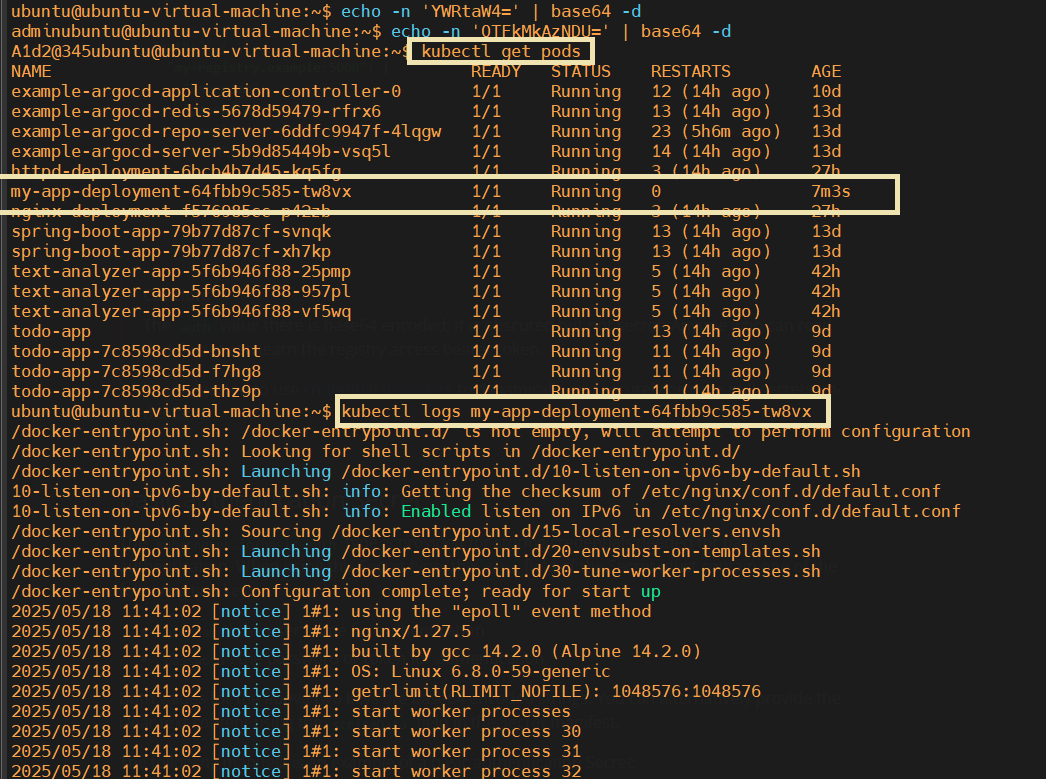 ubuntu@ubuntu-virtual-machine:~$ echo -n 'YWRtaW4=' | base64 -d
adminubuntu@ubuntu-virtual-machine:~$ echo -n 'QTFkMkAzNDU=' | base64 -d
A1d2@345ubuntu@ubuntu-virtual-machine:~$ kubectl get pods
NAME READY STATUS RESTARTS AGE
example-argocd-application-controller-0 1/1 Running 12 (14h ago) 10d
example-argocd-redis-5678d59479-rfrx6 1/1 Running 13 (14h ago) 13d
example-argocd-repo-server-6ddfc9947f-4lqgw 1/1 Running 23 (5h6m ago) 13d
example-argocd-server-5b9d85449b-vsq5l 1/1 Running 14 (14h ago) 13d
httpd-deployment-6bcb4b7d45-kq5fg 1/1 Running 3 (14h ago) 27h
my-app-deployment-64fbb9c585-tw8vx 1/1 Running 0 7m3s
nginx-deployment-f576985cc-p42zb 1/1 Running 3 (14h ago) 27h
spring-boot-app-79b77d87cf-svnqk 1/1 Running 13 (14h ago) 13d
spring-boot-app-79b77d87cf-xh7kp 1/1 Running 13 (14h ago) 13d
text-analyzer-app-5f6b946f88-25pmp 1/1 Running 5 (14h ago) 42h
text-analyzer-app-5f6b946f88-957pl 1/1 Running 5 (14h ago) 42h
text-analyzer-app-5f6b946f88-vf5wq 1/1 Running 5 (14h ago) 42h
todo-app 1/1 Running 13 (14h ago) 9d
todo-app-7c8598cd5d-bnsht 1/1 Running 11 (14h ago) 9d
todo-app-7c8598cd5d-f7hg8 1/1 Running 11 (14h ago) 9d
todo-app-7c8598cd5d-thz9p 1/1 Running 11 (14h ago) 9d
ubuntu@ubuntu-virtual-machine:~$ kubectl logs my-app-deployment-64fbb9c585-tw8vx
/docker-entrypoint.sh: /docker-entrypoint.d/ is not empty, will attempt to perform configuration
/docker-entrypoint.sh: Looking for shell scripts in /docker-entrypoint.d/
/docker-entrypoint.sh: Launching /docker-entrypoint.d/10-listen-on-ipv6-by-default.sh
10-listen-on-ipv6-by-default.sh: info: Getting the checksum of /etc/nginx/conf.d/default.conf
10-listen-on-ipv6-by-default.sh: info: Enabled listen on IPv6 in /etc/nginx/conf.d/default.conf
/docker-entrypoint.sh: Sourcing /docker-entrypoint.d/15-local-resolvers.envsh
/docker-entrypoint.sh: Launching /docker-entrypoint.d/20-envsubst-on-templates.sh
/docker-entrypoint.sh: Launching /docker-entrypoint.d/30-tune-worker-processes.sh
/docker-entrypoint.sh: Configuration complete; ready for start up
2025/05/18 11:41:02 [notice] 1#1: using the "epoll" event method
2025/05/18 11:41:02 [notice] 1#1: nginx/1.27.5
2025/05/18 11:41:02 [notice] 1#1: built by gcc 14.2.0 (Alpine 14.2.0)
2025/05/18 11:41:02 [notice] 1#1: OS: Linux 6.8.0-59-generic
2025/05/18 11:41:02 [notice] 1#1: getrlimit(RLIMIT_NOFILE): 1048576:1048576
2025/05/18 11:41:02 [notice] 1#1: start worker processes
2025/05/18 11:41:02 [notice] 1#1: start worker process 30
2025/05/18 11:41:02 [notice] 1#1: start worker process 31
2025/05/18 11:41:02 [notice] 1#1: start worker process 32